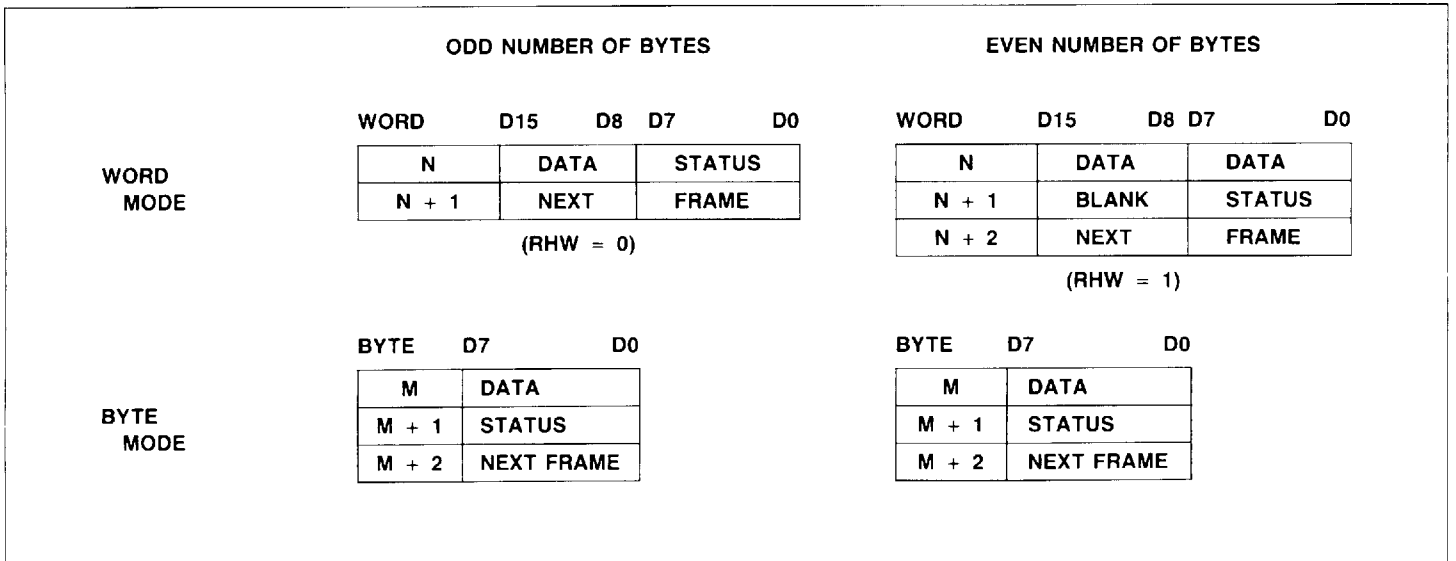 ODD NUMBER OF BYTES EVEN NUMBER OF BYTES
WORD D15 D8 D7 D0 WORD D15 D8 D7 D0
WORD MODE
N DATA STATUS
N + 1 NEXT FRAME
(RHW = 0)
N DATA DATA
N + 1 BLANK STATUS
N + 2 NEXT FRAME
(RHW = 1)
BYTE D7 D0 BYTE D7 D0
BYTE MODE
M DATA
M + 1 STATUS
M + 2 NEXT FRAME
M DATA
M + 1 STATUS
M + 2 NEXT FRAME